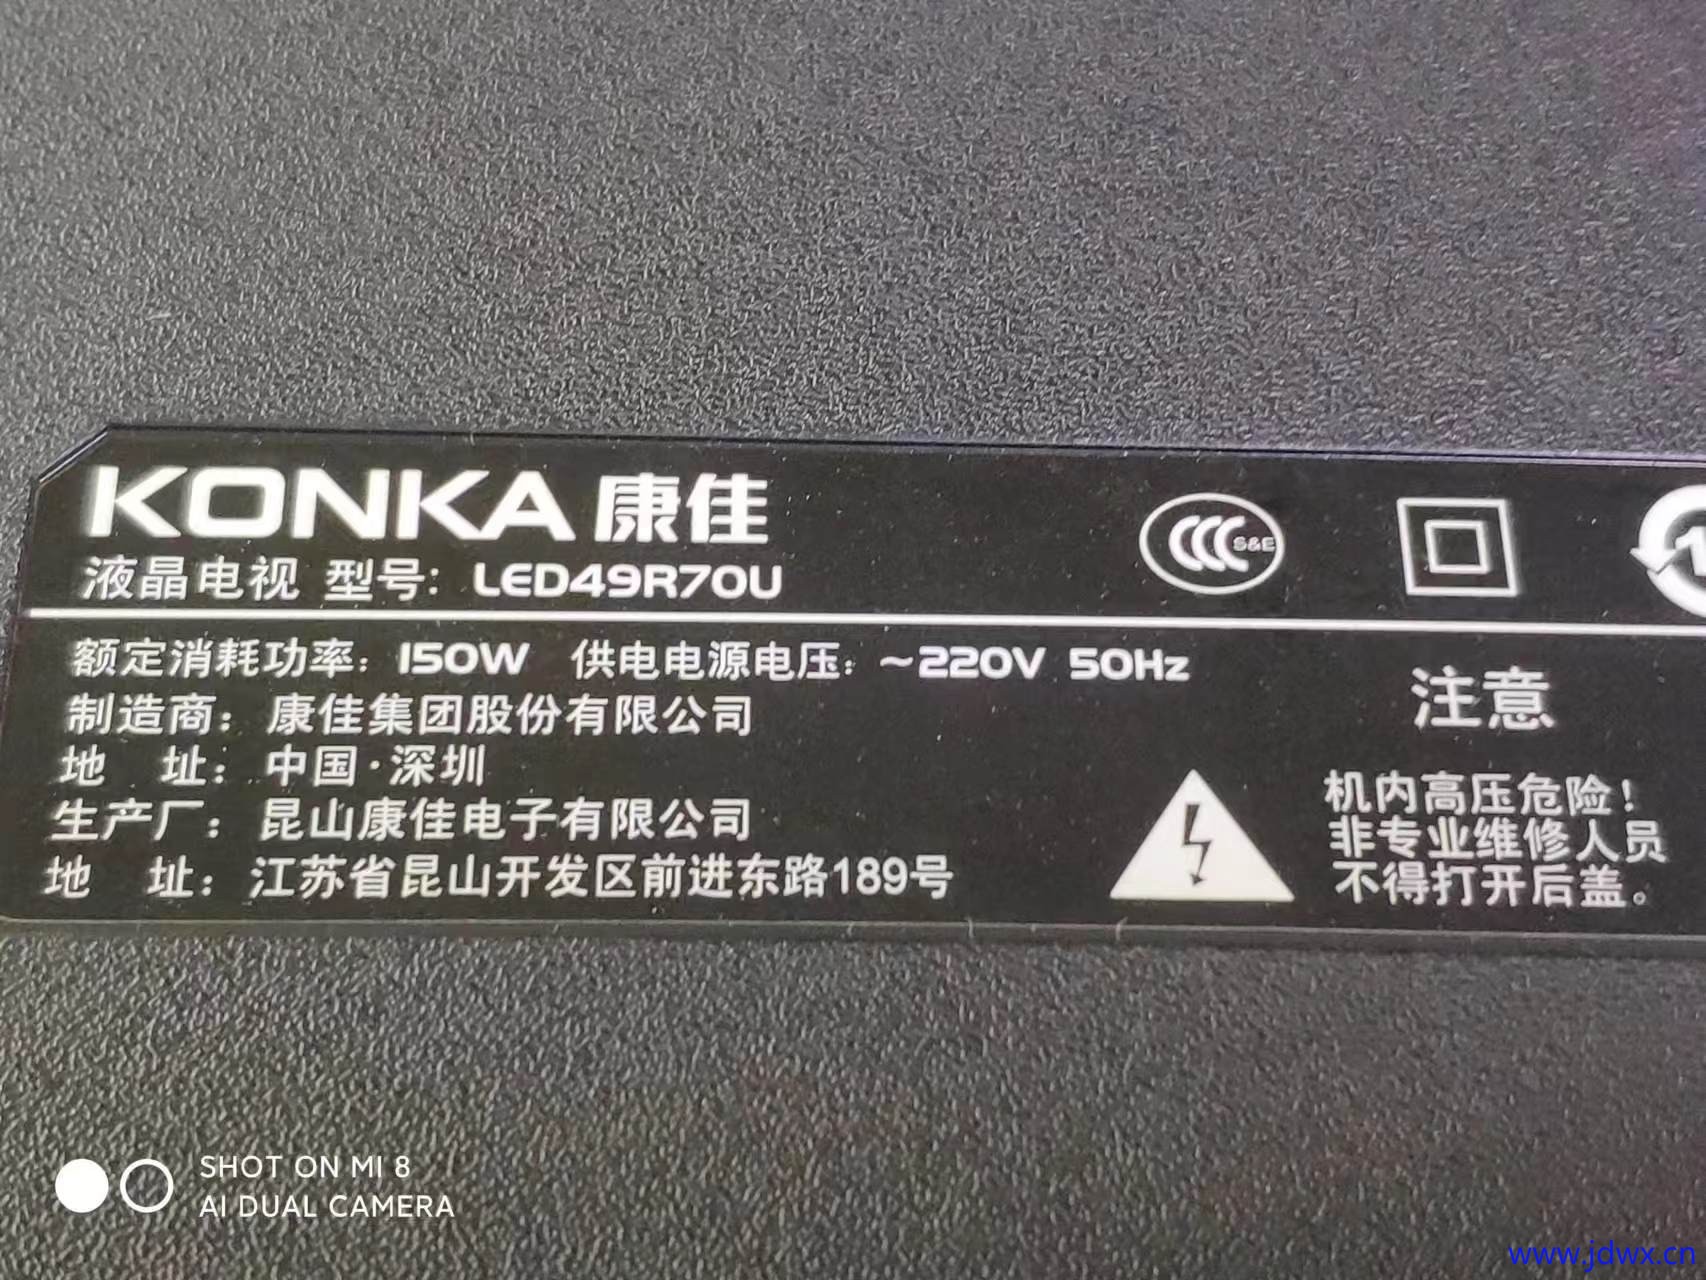 KONKA 康佳
液晶电视 型号: LED49R70U
S&E
额定消耗功率: 150W 供电电源电压: ~220V 50Hz
制造商: 康佳集团股份有限公司
地 址: 中国·深圳
生产厂: 昆山康佳电子有限公司
地 址: 江苏省昆山开发区前进东路189号
注意
机内高压危险!
非专业维修人员
不得打开后盖。
SHOT ON MI 8
AI DUAL CAMERA
www.jdwx.cn